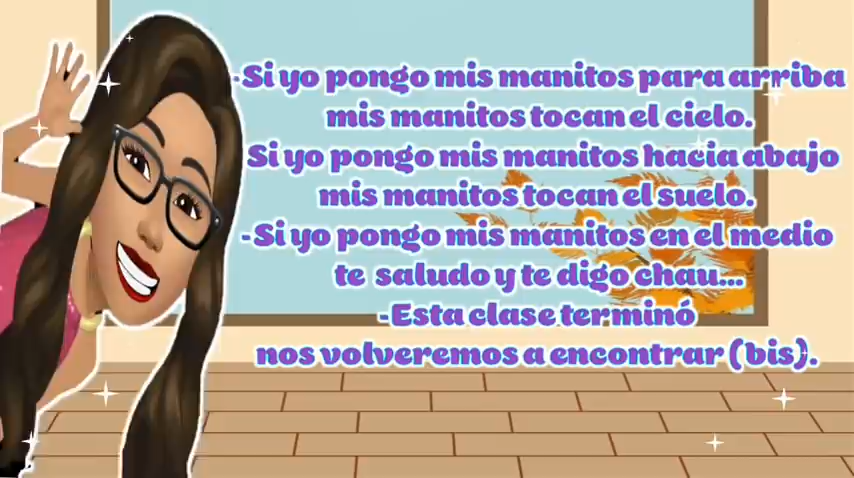 -Si yo pongo mis manitos para arriba
mis manitos tocan el cielo.
Si yo pongo mis manitos hacia abajo
mis manitos tocan el suelo.
-Si yo pongo mis manitos en el medio
te saludo y te digo chau...
-Esta clase terminó
nos volveremos a encontrar (bis).